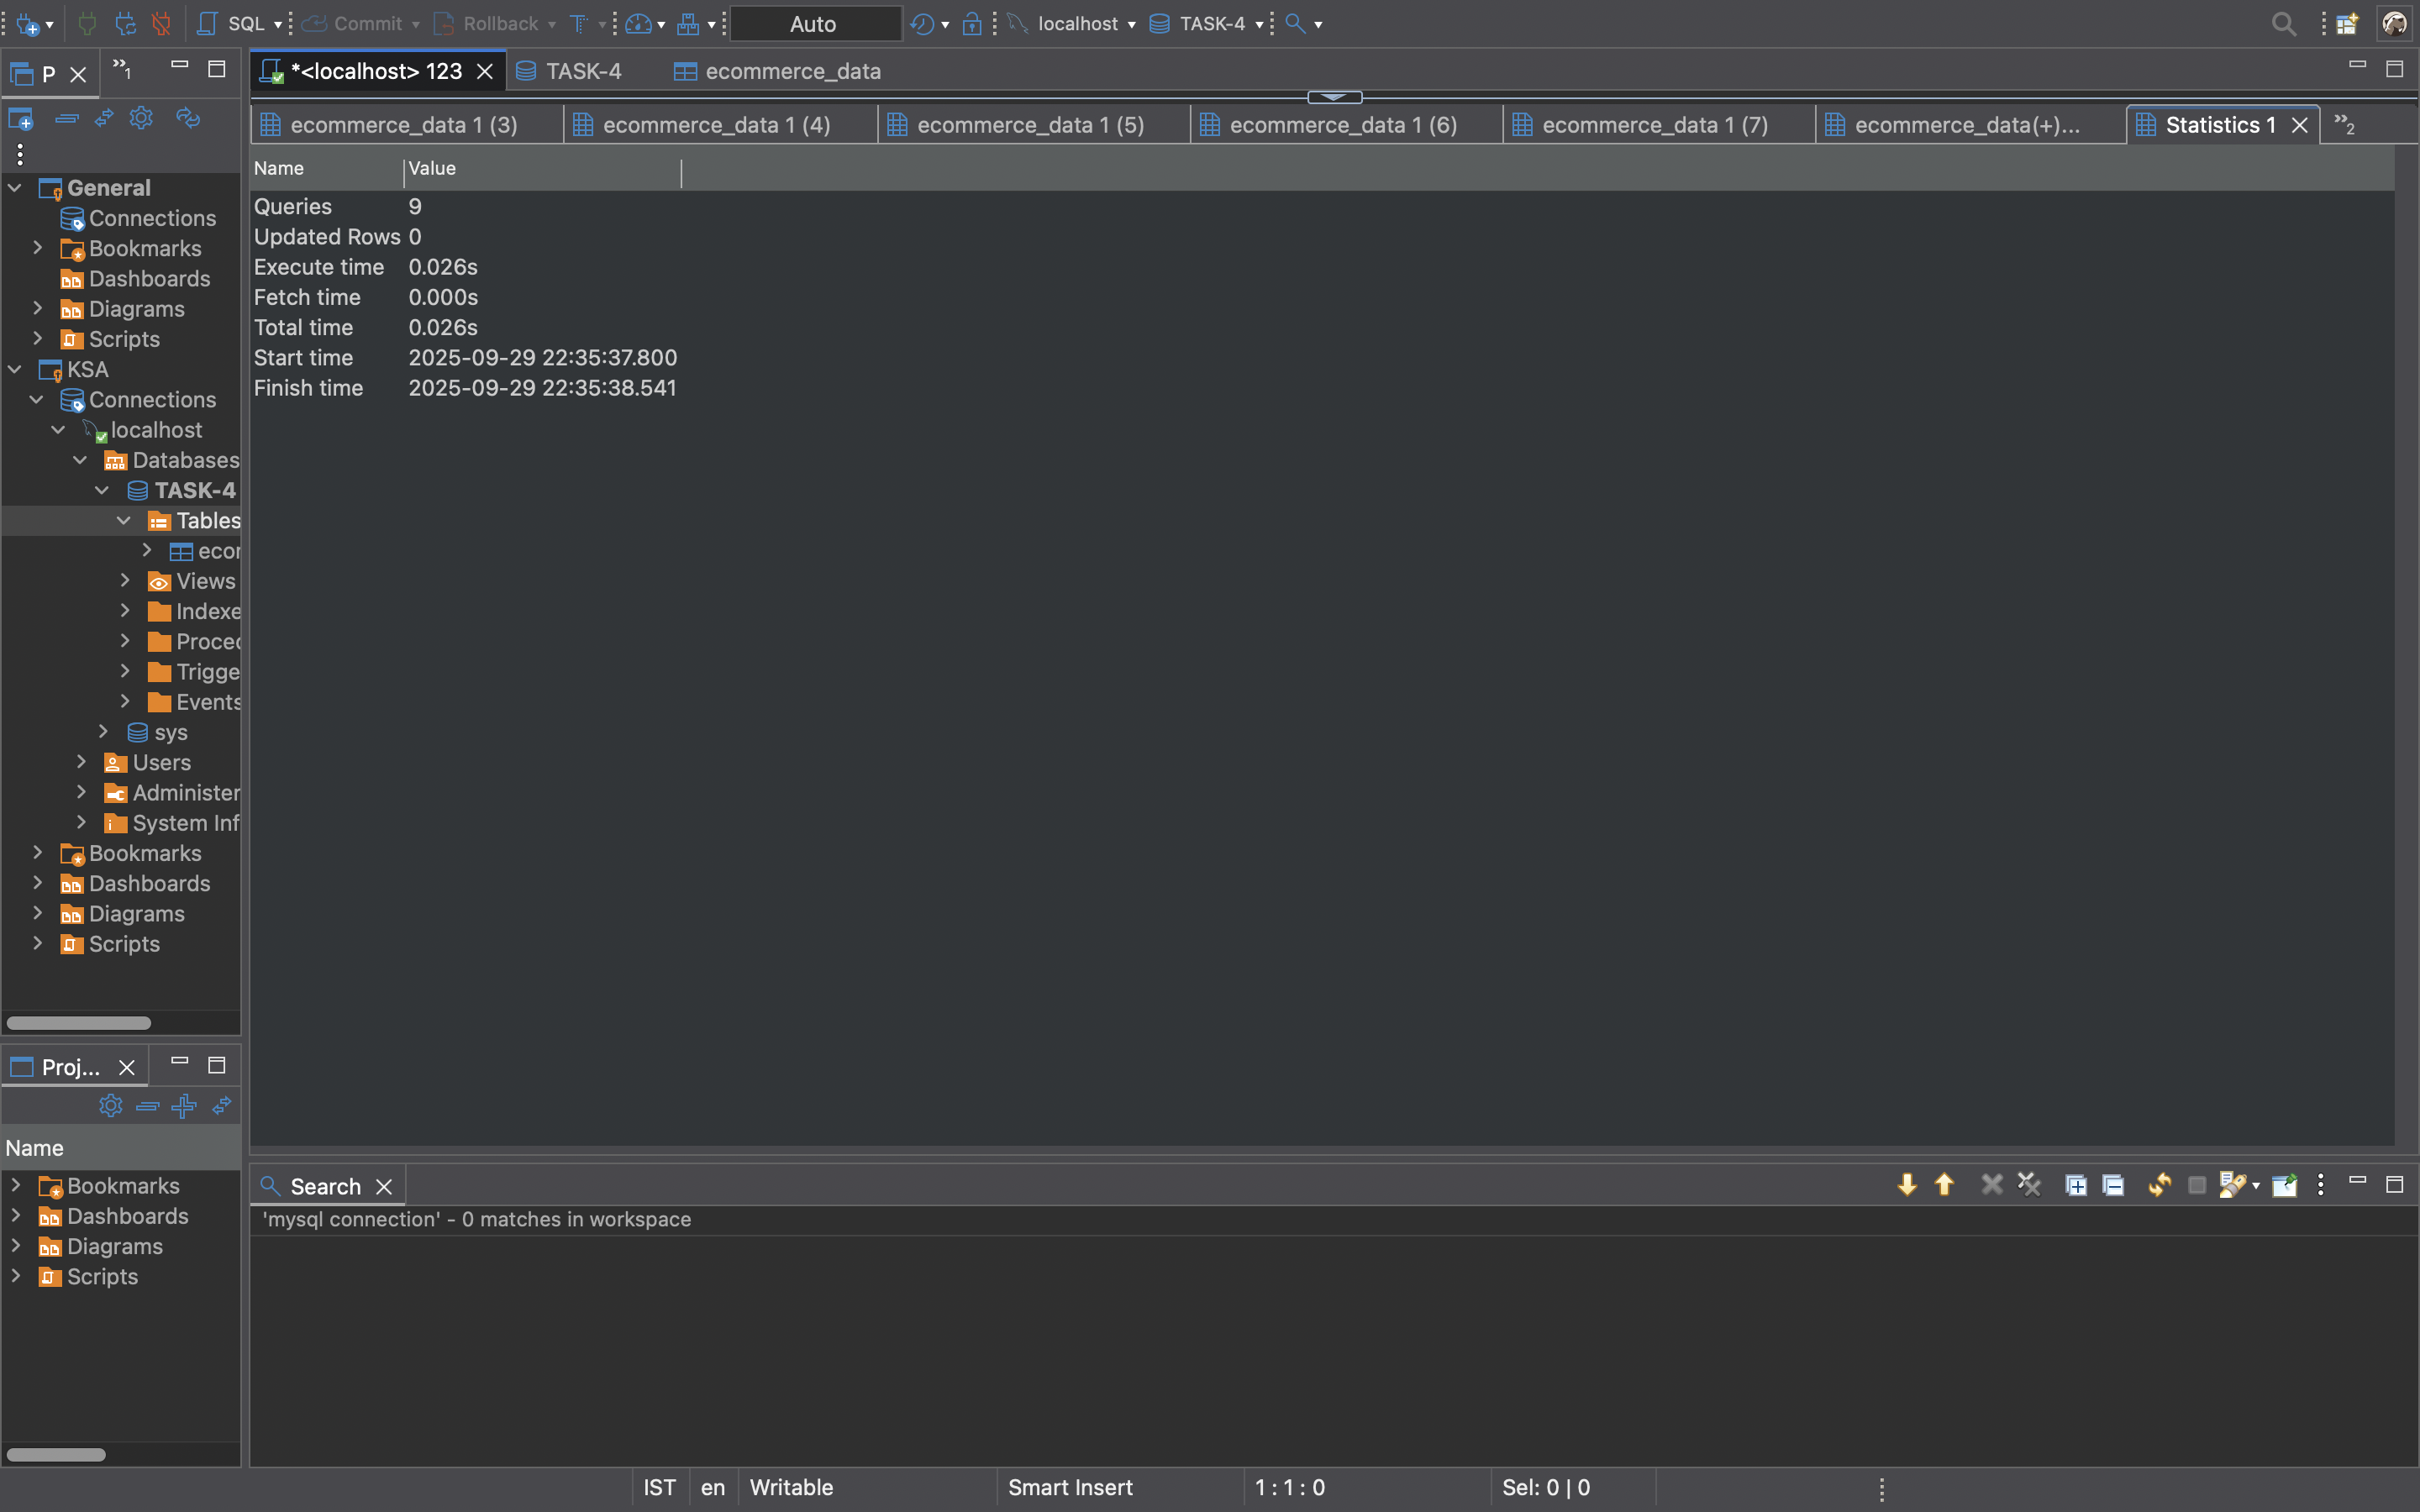 SQL Commit Rollback Auto localhost TASK-4
P »1
*<localhost> 123 TASK-4 ecommerce_data
ecommerce_data 1 (3) ecommerce_data 1 (4) ecommerce_data 1 (5) ecommerce_data 1 (6) ecommerce_data 1 (7) ecommerce_data(+)... Statistics 1 »2
General
Connections
Bookmarks
Dashboards
Diagrams
Scripts
KSA
Connections
localhost
Databases
TASK-4
Tables
ecor
Views
Indexe
Proced
Trigge
Events
sys
Users
Administer
System Inf
Bookmarks
Dashboards
Diagrams
Scripts
Name Value
Queries 9
Updated Rows 0
Execute time 0.026s
Fetch time 0.000s
Total time 0.026s
Start time 2025-09-29 22:35:37.800
Finish time 2025-09-29 22:35:38.541
Proj...
Name
Bookmarks
Dashboards
Diagrams
Scripts
Search
'mysql connection' - 0 matches in workspace
IST en Writable Smart Insert 1 : 1 : 0 Sel: 0 | 0